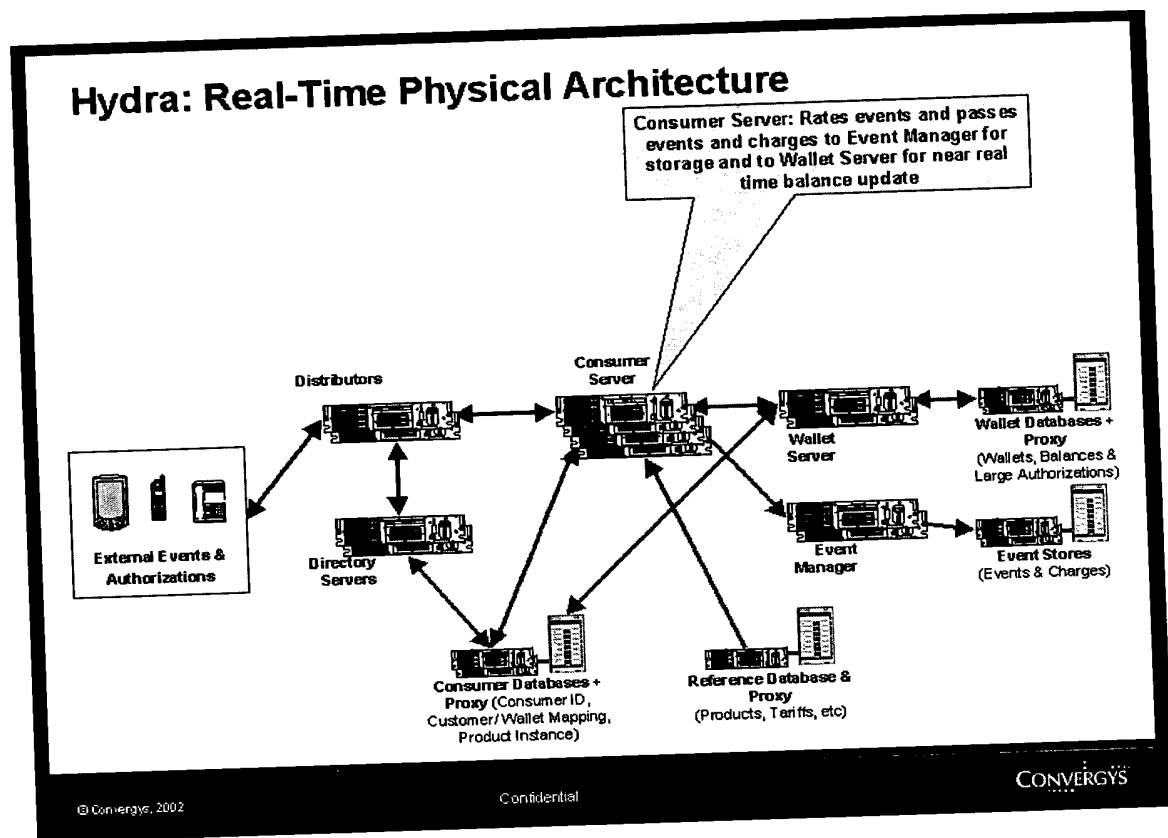 Hydra: Real-Time Physical Architecture
Consumer Server: Rates events and passes
events and charges to Event Manager for
storage and to Wallet Server for near real
time balance update
Distributors
Consumer
Server
Wallet
Server
Wallet Databases +
Proxy
(Wallets, Balances &
Large Authorizations)
External Events &
Authorizations
Directory
Servers
Event
Manager
Event Stores
(Events & Charges)
Consumer Databases +
Proxy (Consumer ID,
Customer/Wallet Mapping,
Product Instance)
Reference Database &
Proxy
(Products, Tariffs, etc)
© Convergys, 2002
Confidential
CONVERGYS